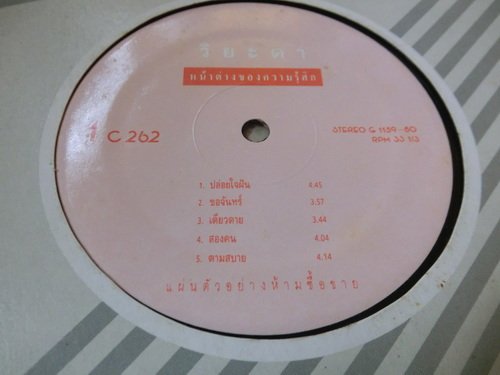 วิยะดา
หน้าต่างของความรู้สึก
1 C 262
STEREO G 1159-60
RPM 33 1/3
1. ปล่อยใจฝัน 4.45
2. ขอจันทร์ 3.57
3. เดียวดาย 3.44
4. สองคน 4.04
5. ตามสบาย 4.14
แผ่นตัวอย่างห้ามซื้อขาย